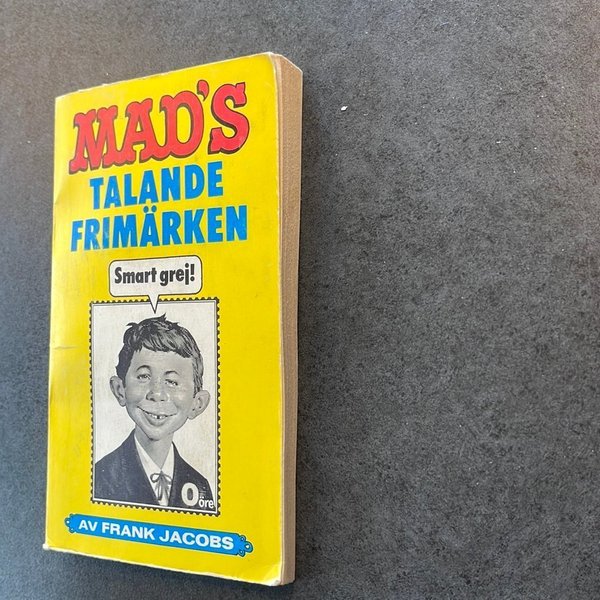 MAD'S
TALANDE
FRIMÄRKEN
Smart grej!
0 öre
AV FRANK JACOBS